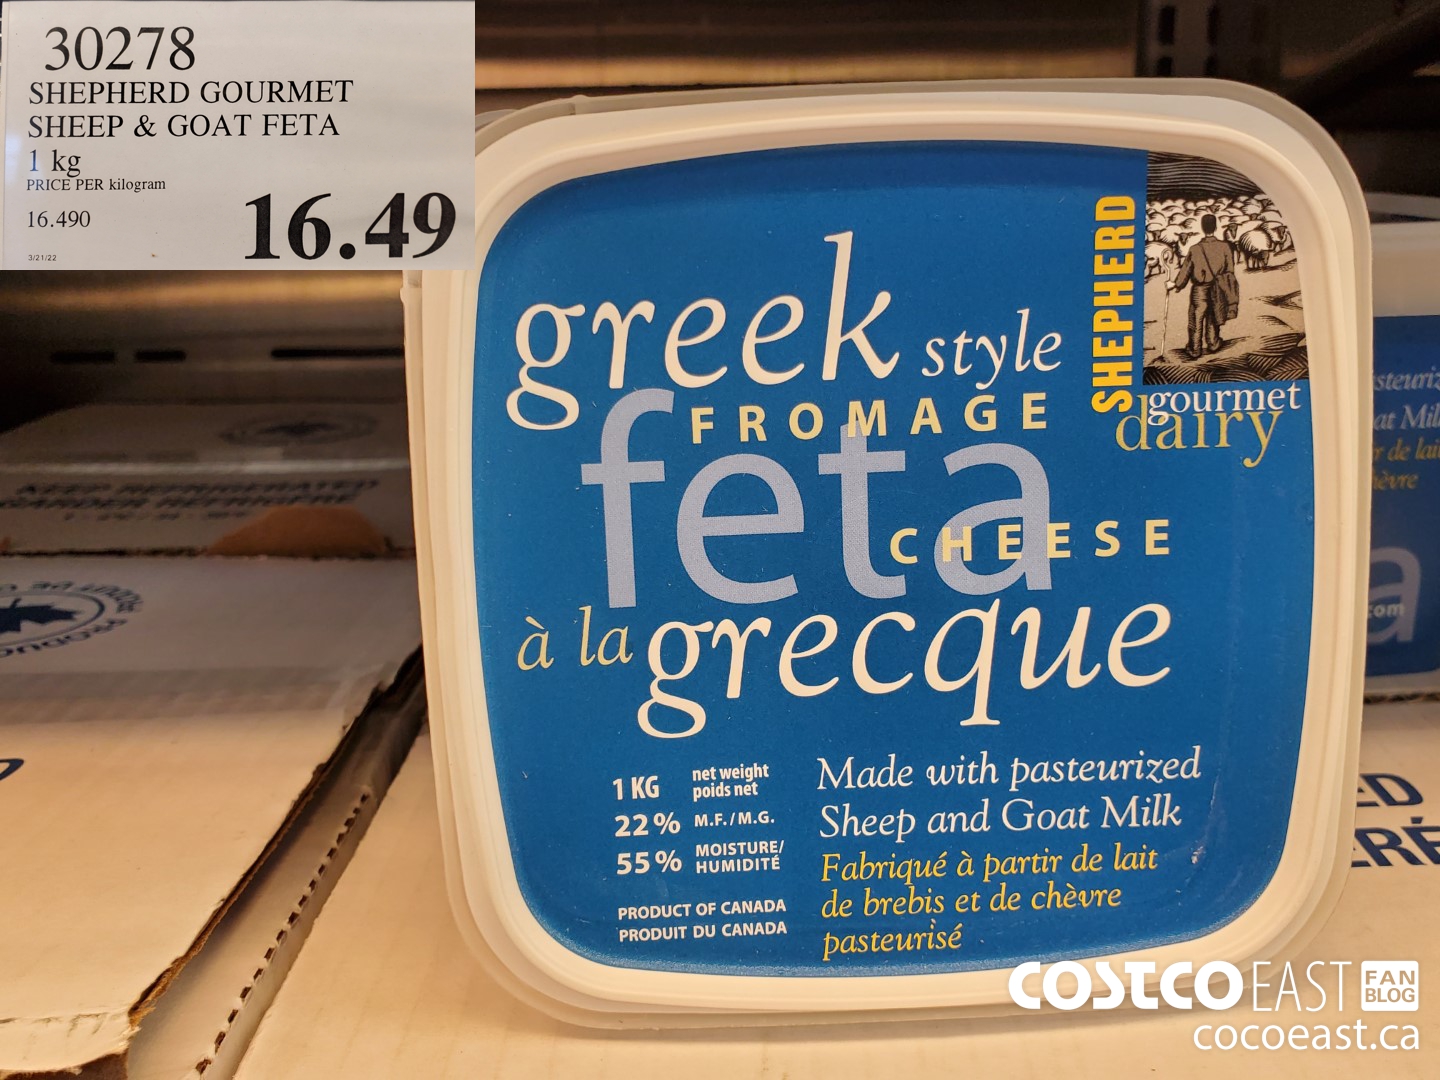 30278
SHEPHERD GOURMET
SHEEP & GOAT FETA
1 kg
PRICE PER kilogram
16.490
16.49
3/21/22
SHEPHERD
gourmet
dairy
greek style
FROMAGE
feta
CHEESE
à la grecque
1 KG net weight
poids net
22% M.F./M.G.
55% MOISTURE/
HUMIDITÉ
PRODUCT OF CANADA
PRODUIT DU CANADA
Made with pasteurized
Sheep and Goat Milk
Fabriqué à partir de lait
de brebis et de chèvre
pasteurisé
KEEP REFRIGERATED
COSTCO EAST FAN
BLOG
cocoeast.ca